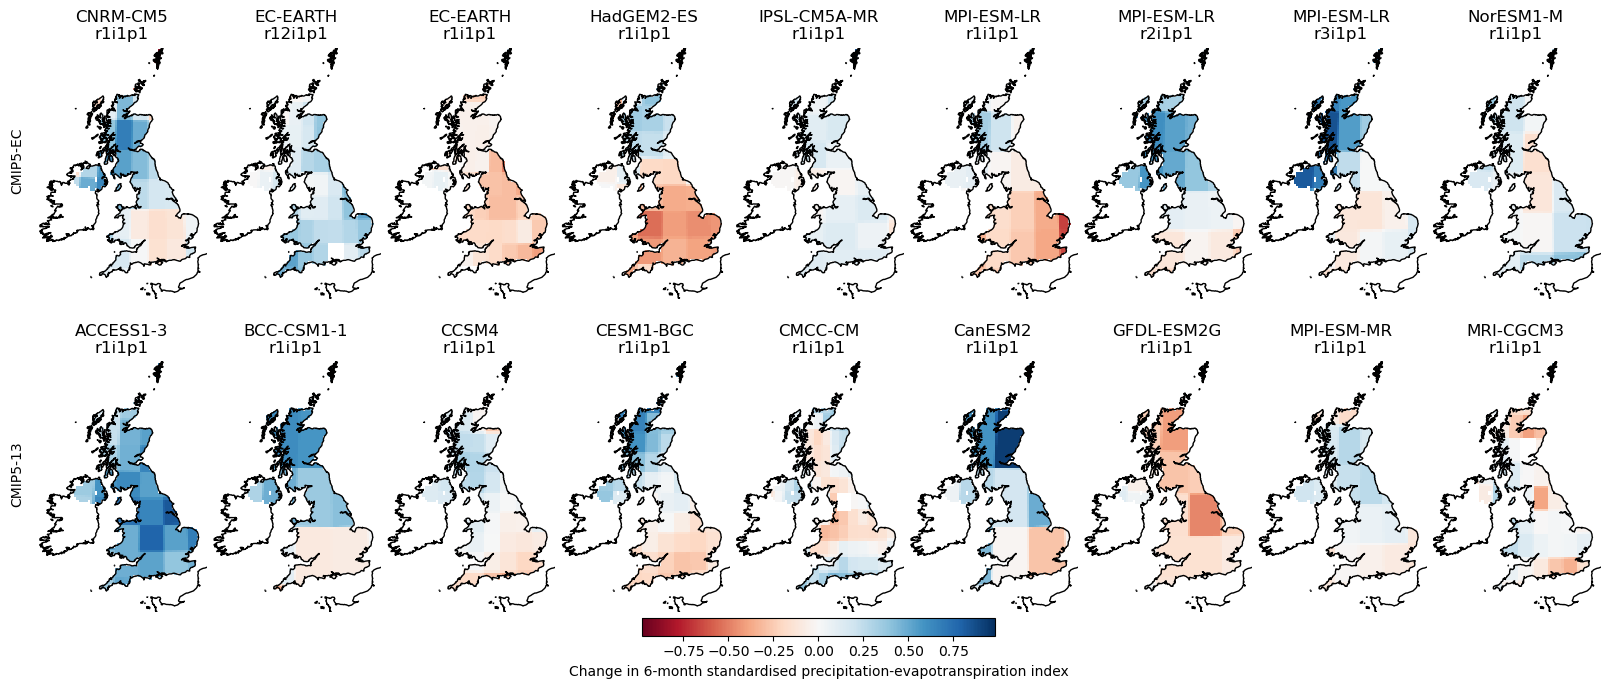 CNRM-CM5 EC-EARTH EC-EARTH HadGEM2-ES IPSL-CM5A-MR MPI-ESM-LR MPI-ESM-LR MPI-ESM-LR NorESM1-M
r1i1p1 r12i1p1 r1i1p1 r1i1p1 r1i1p1 r1i1p1 r2i1p1 r3i1p1 r1i1p1
CMIP5-EC
ACCESS1-3 BCC-CSM1-1 CCSM4 CESM1-BGC CMCC-CM CanESM2 GFDL-ESM2G MPI-ESM-MR MRI-CGCM3
r1i1p1 r1i1p1 r1i1p1 r1i1p1 r1i1p1 r1i1p1 r1i1p1 r1i1p1 r1i1p1
CMIP5-13
−0.75 −0.50 −0.25 0.00 0.25 0.50 0.75
Change in 6-month standardised precipitation-evapotranspiration index